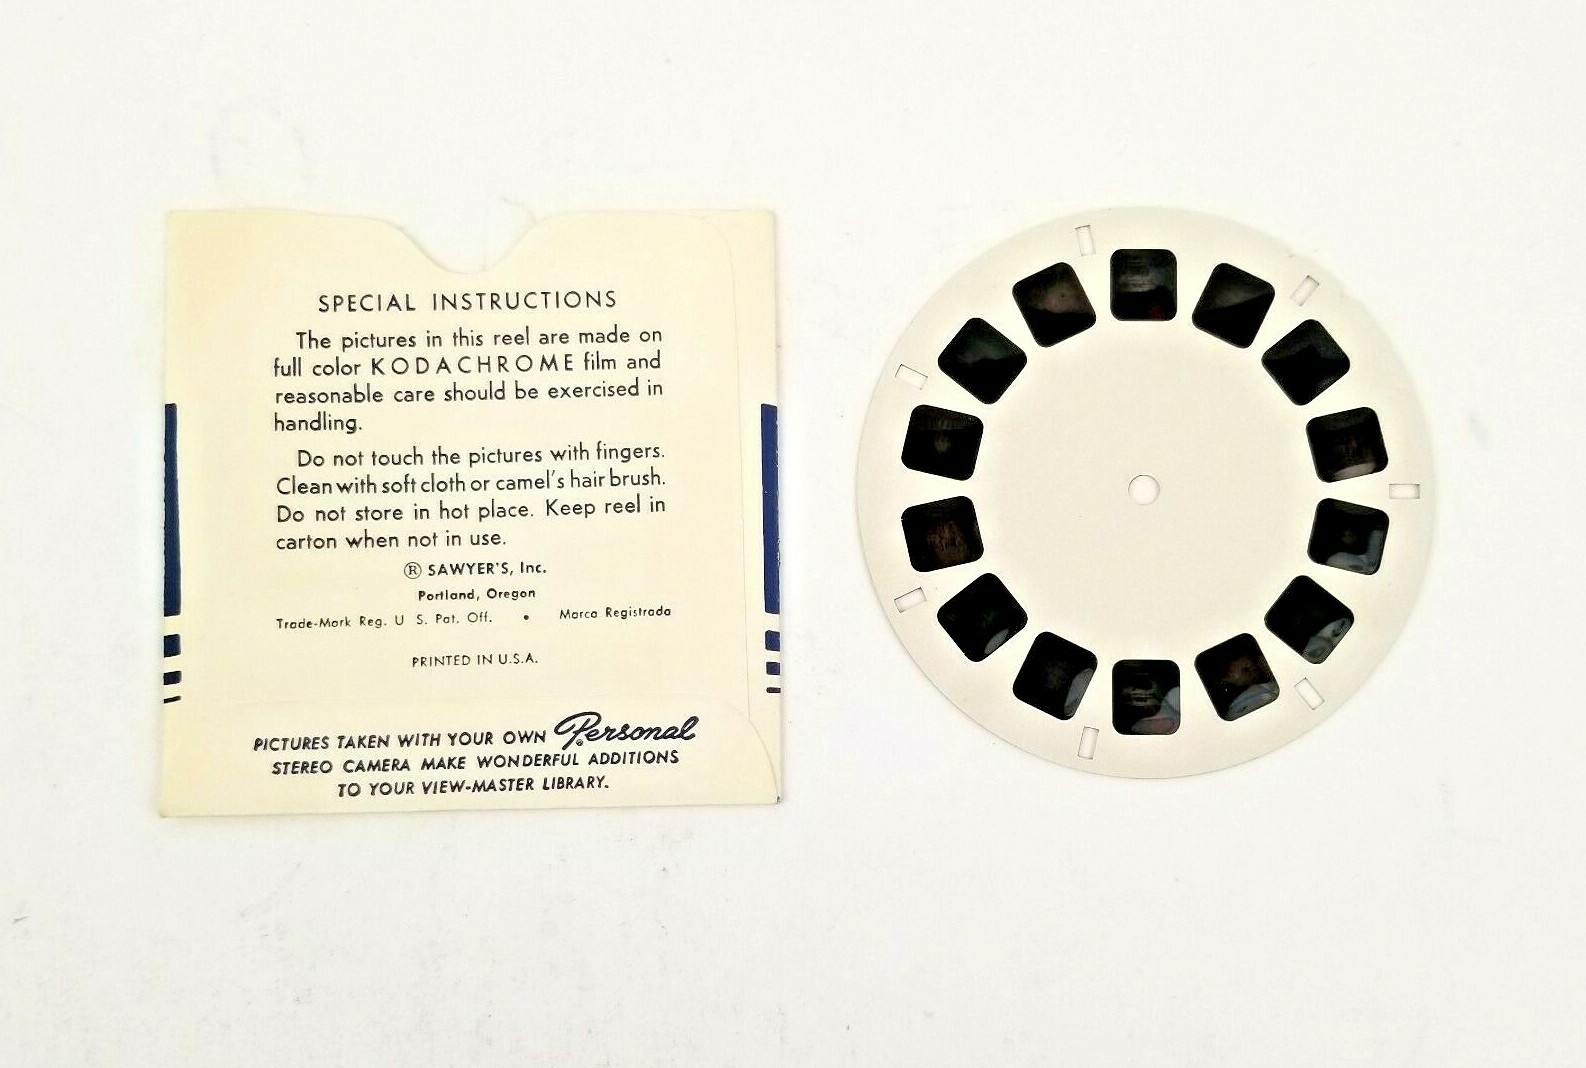 SPECIAL INSTRUCTIONS
The pictures in this reel are made on
full color KODACHROME film and
reasonable care should be exercised in
handling.
Do not touch the pictures with fingers.
Clean with soft cloth or camel's hair brush.
Do not store in hot place. Keep reel in
carton when not in use.
® SAWYER'S, Inc.
Portland, Oregon
Trade-Mark Reg. U S. Pat. Off. • Marca Registrada
PRINTED IN U.S.A.
PICTURES TAKEN WITH YOUR OWN Personal®
STEREO CAMERA MAKE WONDERFUL ADDITIONS
TO YOUR VIEW-MASTER LIBRARY.